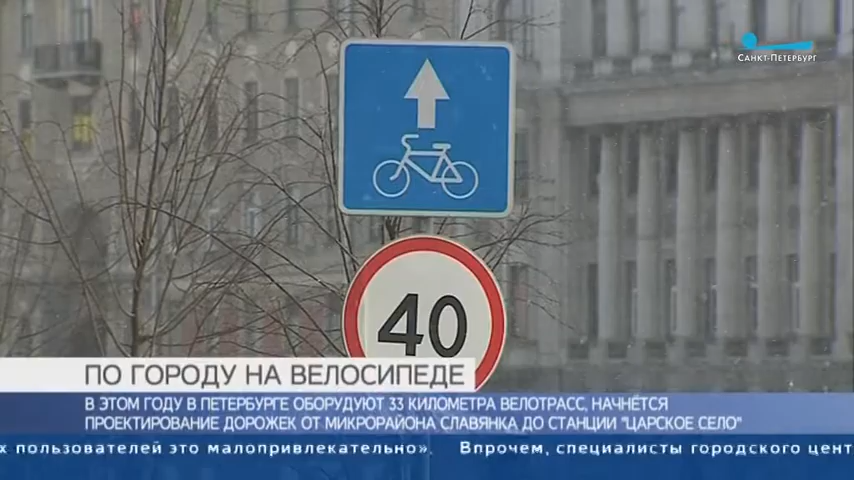 САНКТ-ПЕТЕРБУРГ
40
ПО ГОРОДУ НА ВЕЛОСИПЕДЕ
В ЭТОМ ГОДУ В ПЕТЕРБУРГЕ ОБОРУДУЮТ 33 КИЛОМЕТРА ВЕЛОТРАСС, НАЧНЁТСЯ
ПРОЕКТИРОВАНИЕ ДОРОЖЕК ОТ МИКРОРАЙОНА СЛАВЯНКА ДО СТАНЦИИ "ЦАРСКОЕ СЕЛО"
х пользователей это малопривлекательно». Впрочем, специалисты городского цент